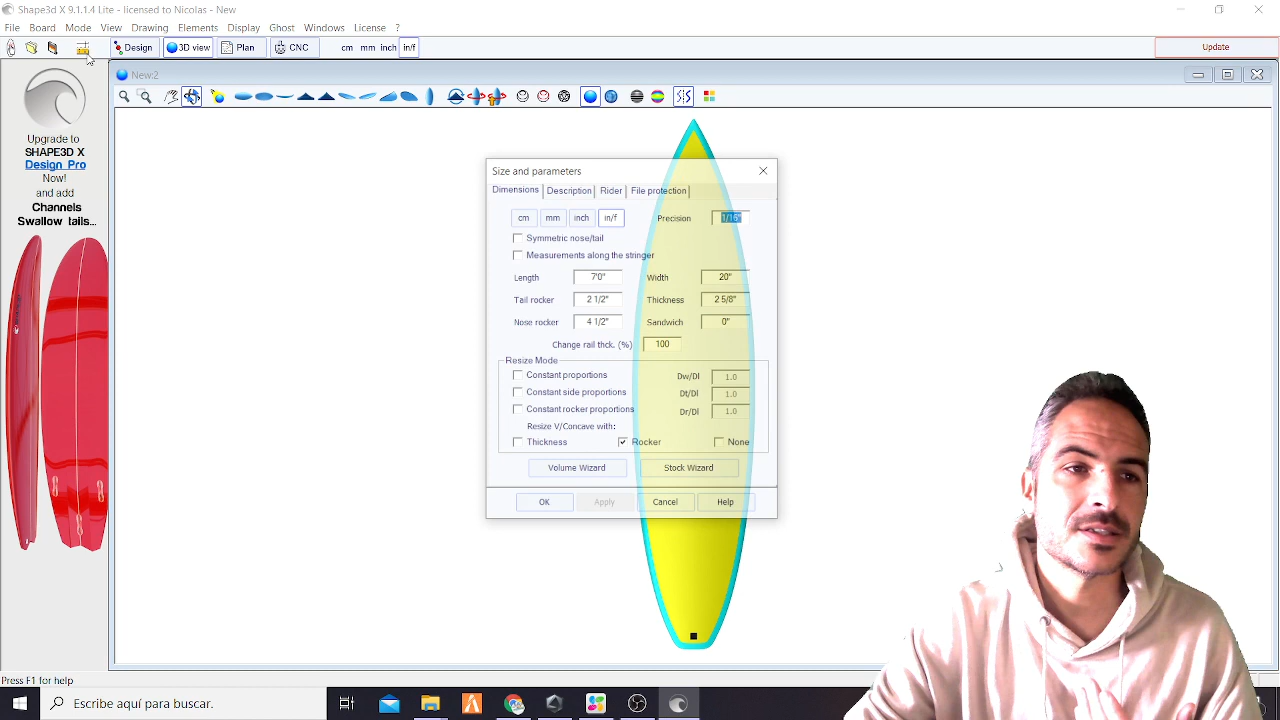 Shape3d X 9.1.1.4 Lite - licensed to Nicolas - New
File Board Mode View Drawing Elements Display Ghost Windows License ?
Design 3D view Plan CNC cm mm inch in/f Update
New:2
Upgrade to
SHAPE3D X
Design Pro
Now!
and add
Channels
Swallow tails...
Size and parameters
Dimensions Description Rider File protection
cm mm inch in/f Precision 1/16"
Symmetric nose/tail
Measurements along the stringer
Length 7'0" Width 20"
Tail rocker 2 1/2" Thickness 2 5/8"
Nose rocker 4 1/2" Sandwich 0"
Change rail thck. (%) 100
Resize Mode
Constant proportions Dw/Dl 1.0
Constant side proportions Dt/Dl 1.0
Constant rocker proportions Dr/Dl 1.0
Resize V/Concave with:
Thickness Rocker None
Volume Wizard Stock Wizard
OK Apply Cancel Help
Press F1 for help
Escribe aquí para buscar.